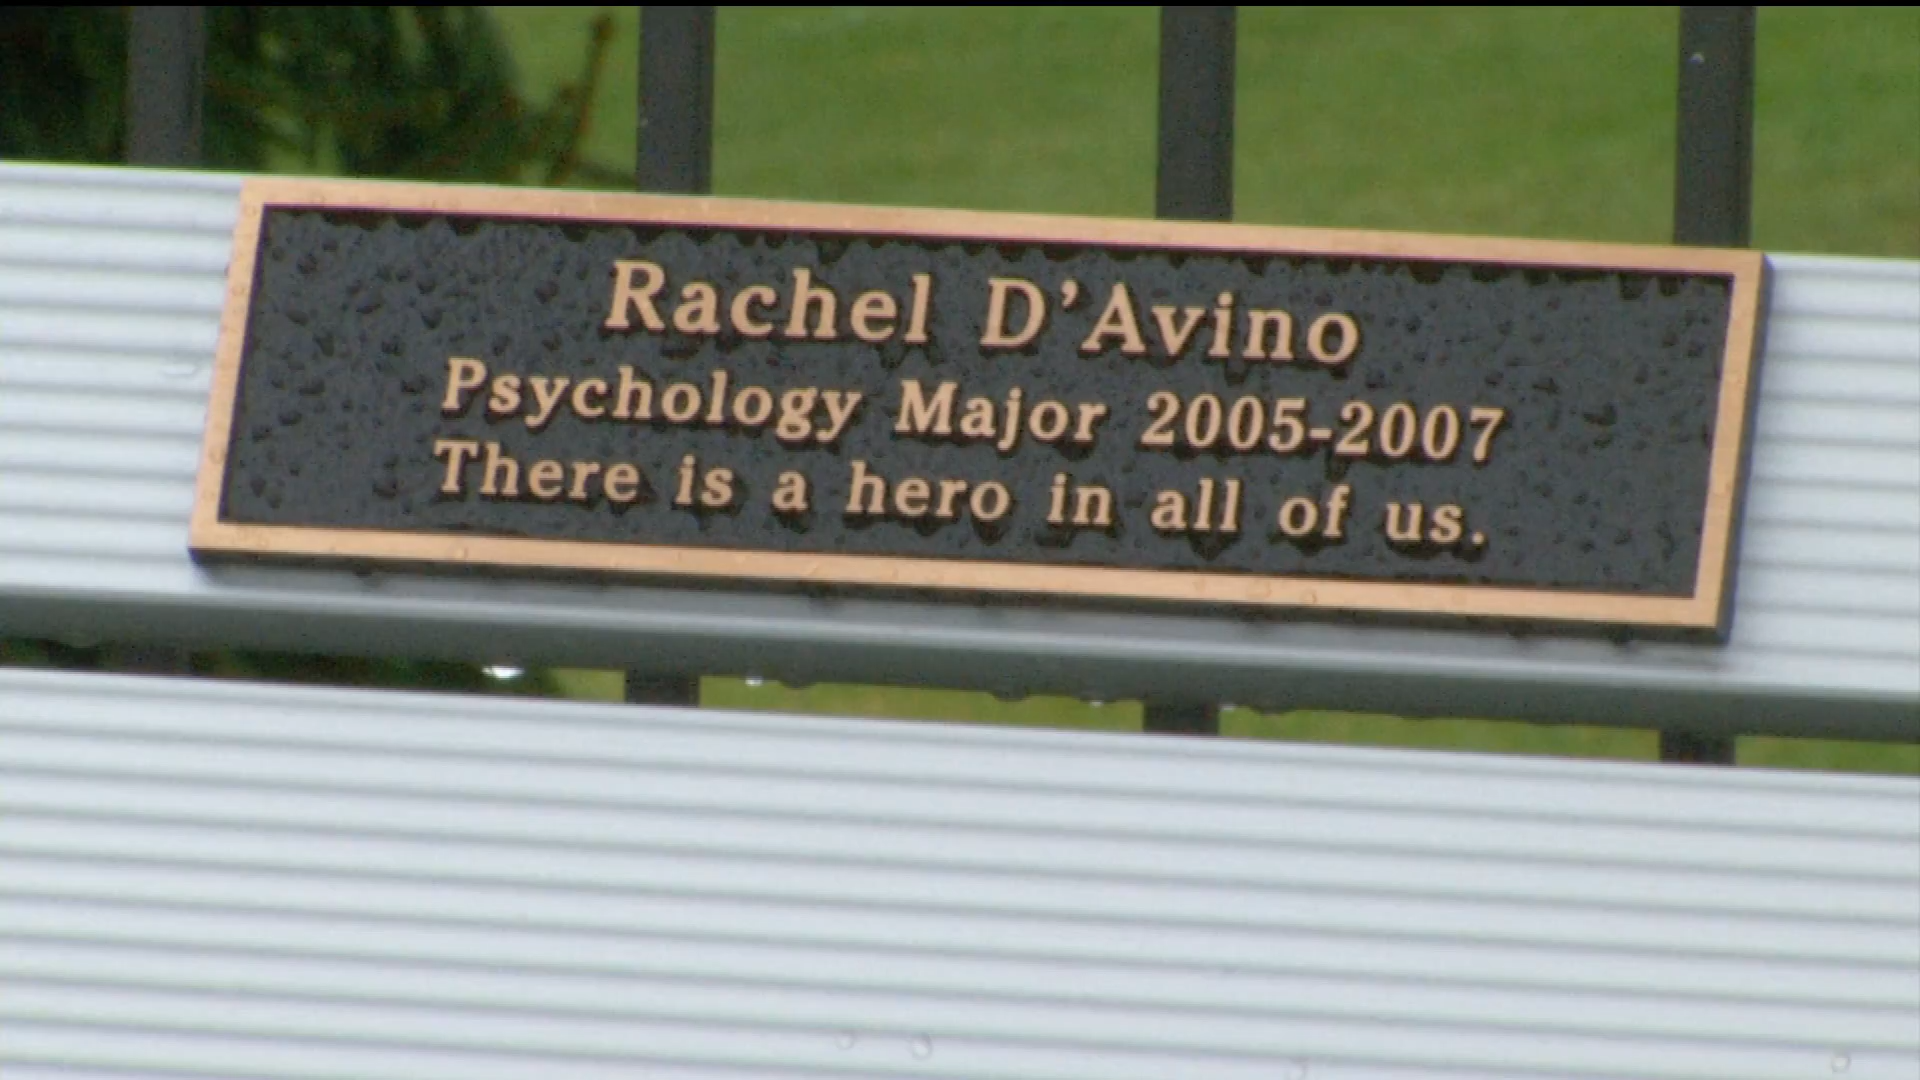 Rachel D'Avino
Psychology Major 2005-2007
There is a hero in all of us.